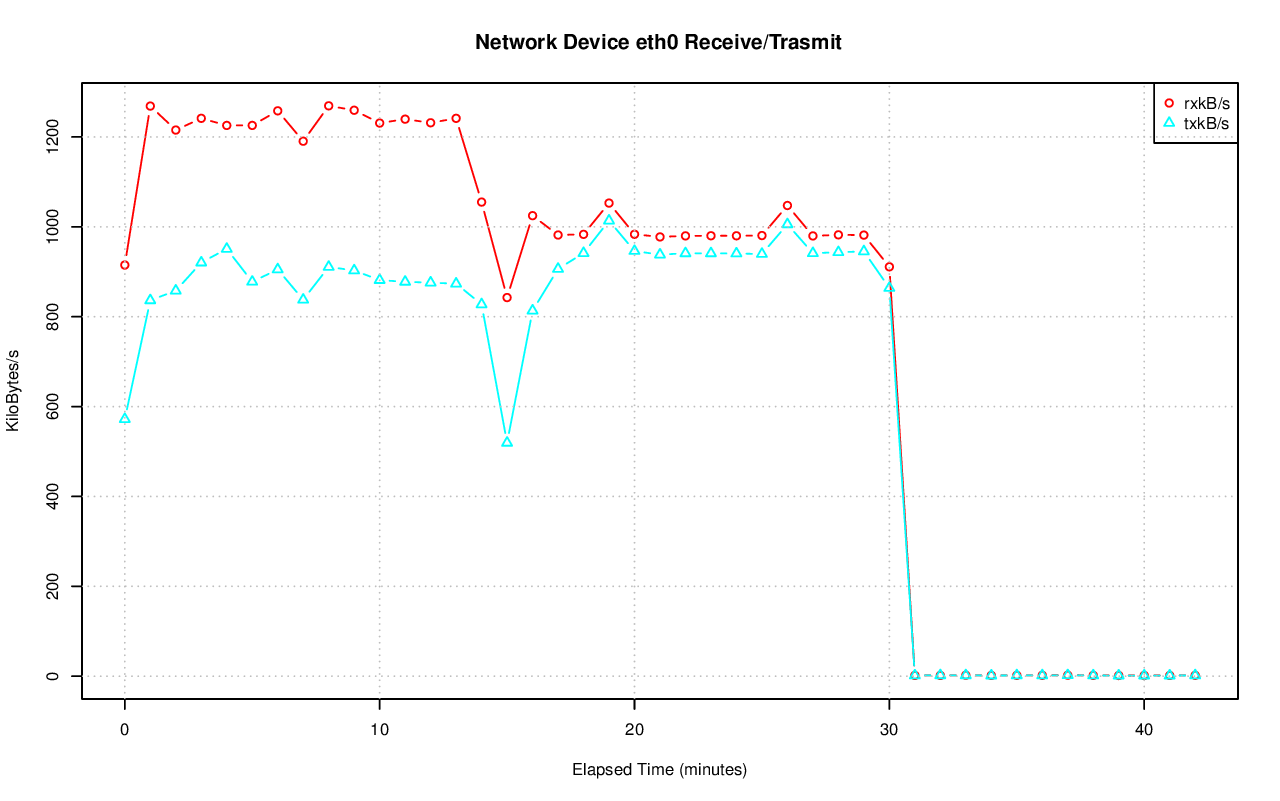 Network Device eth0 Receive/Trasmit
rxkB/s
txkB/s
1200
1000
800
600
400
200
0
KiloBytes/s
0 10 20 30 40
Elapsed Time (minutes)